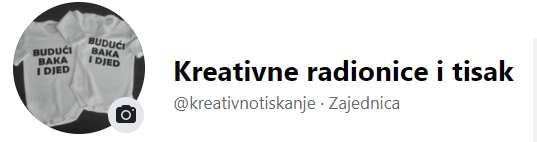 BUDUĆI
BAKA
I DJED
BUDUĆI
BAKA
I DJED
Kreativne radionice i tisak
@kreativnotiskanje · Zajednica